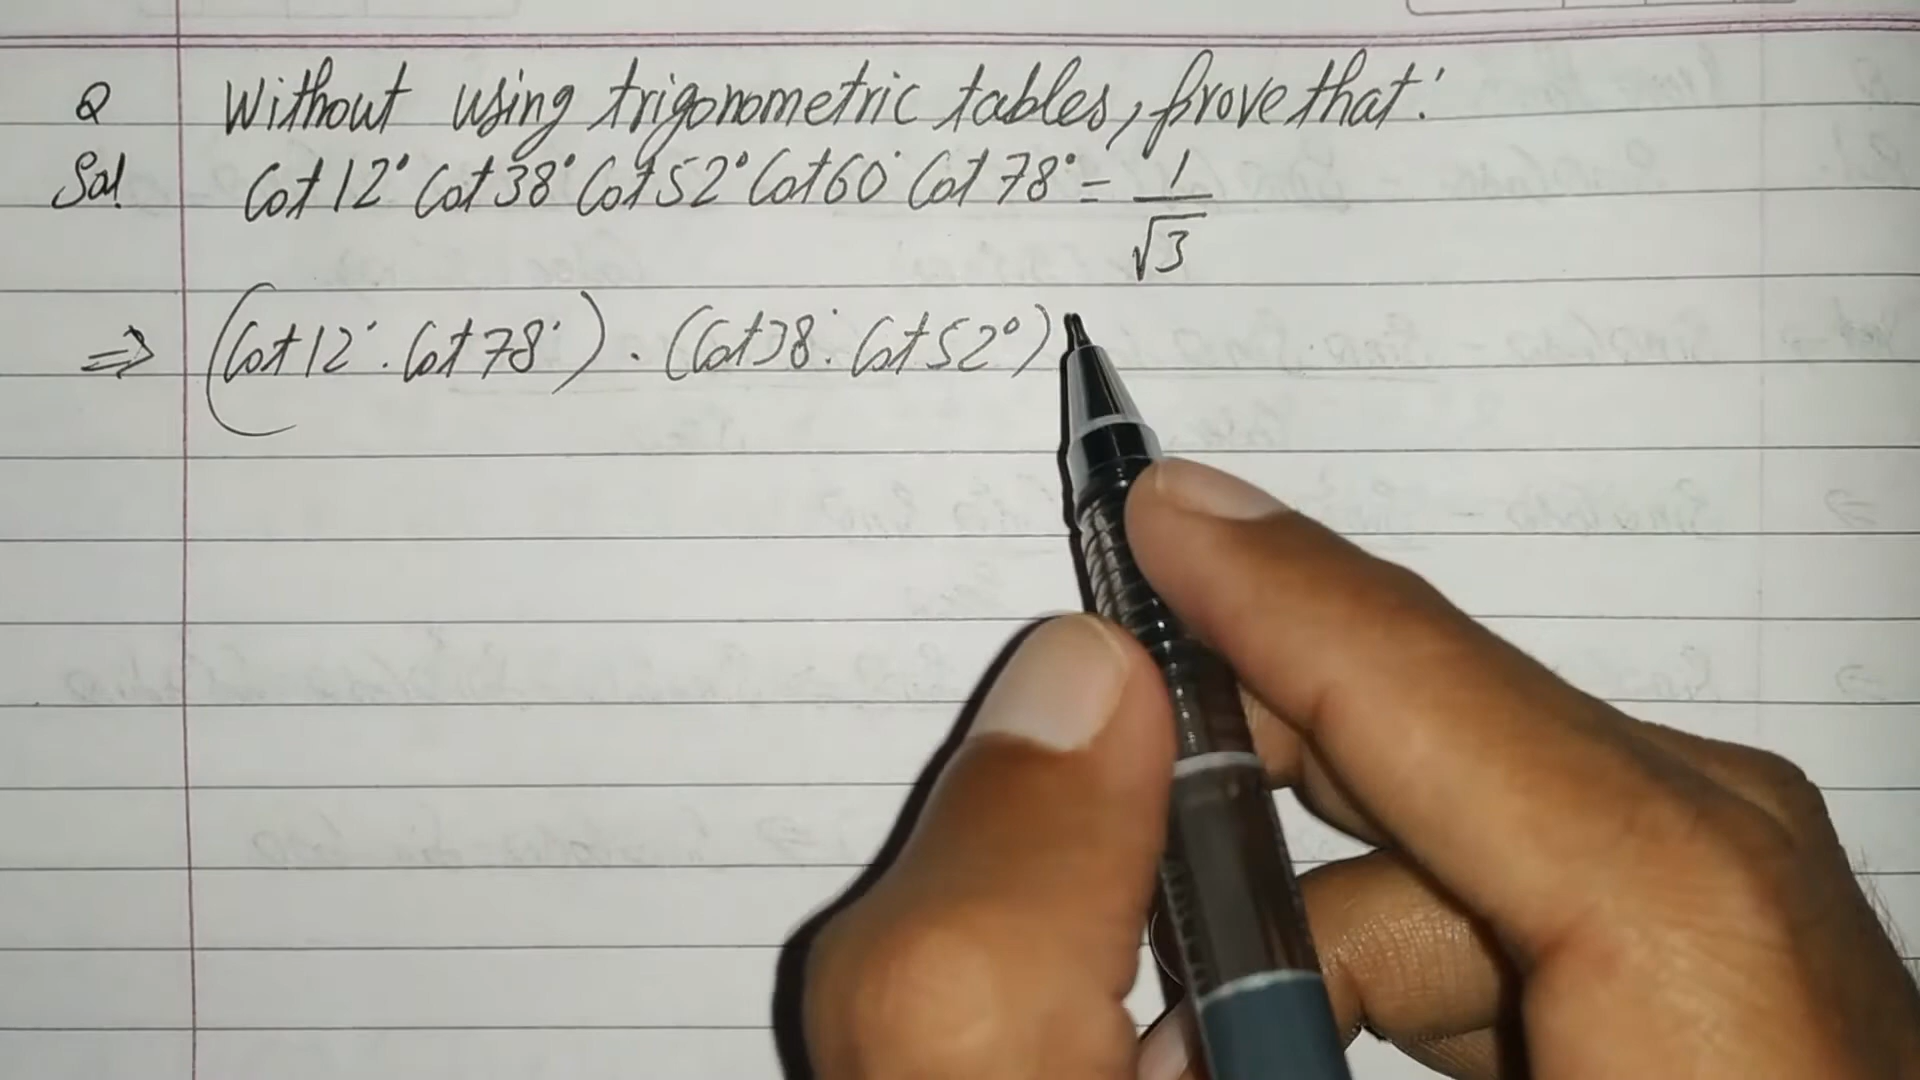 Q Without using trigonometric tables, prove that:
Sol Cot 12° Cot 38° Cot 52° Cot 60° Cot 78° = 1/√3
⇒ (Cot 12° . Cot 78°) . (Cot 38° . Cot 52°)